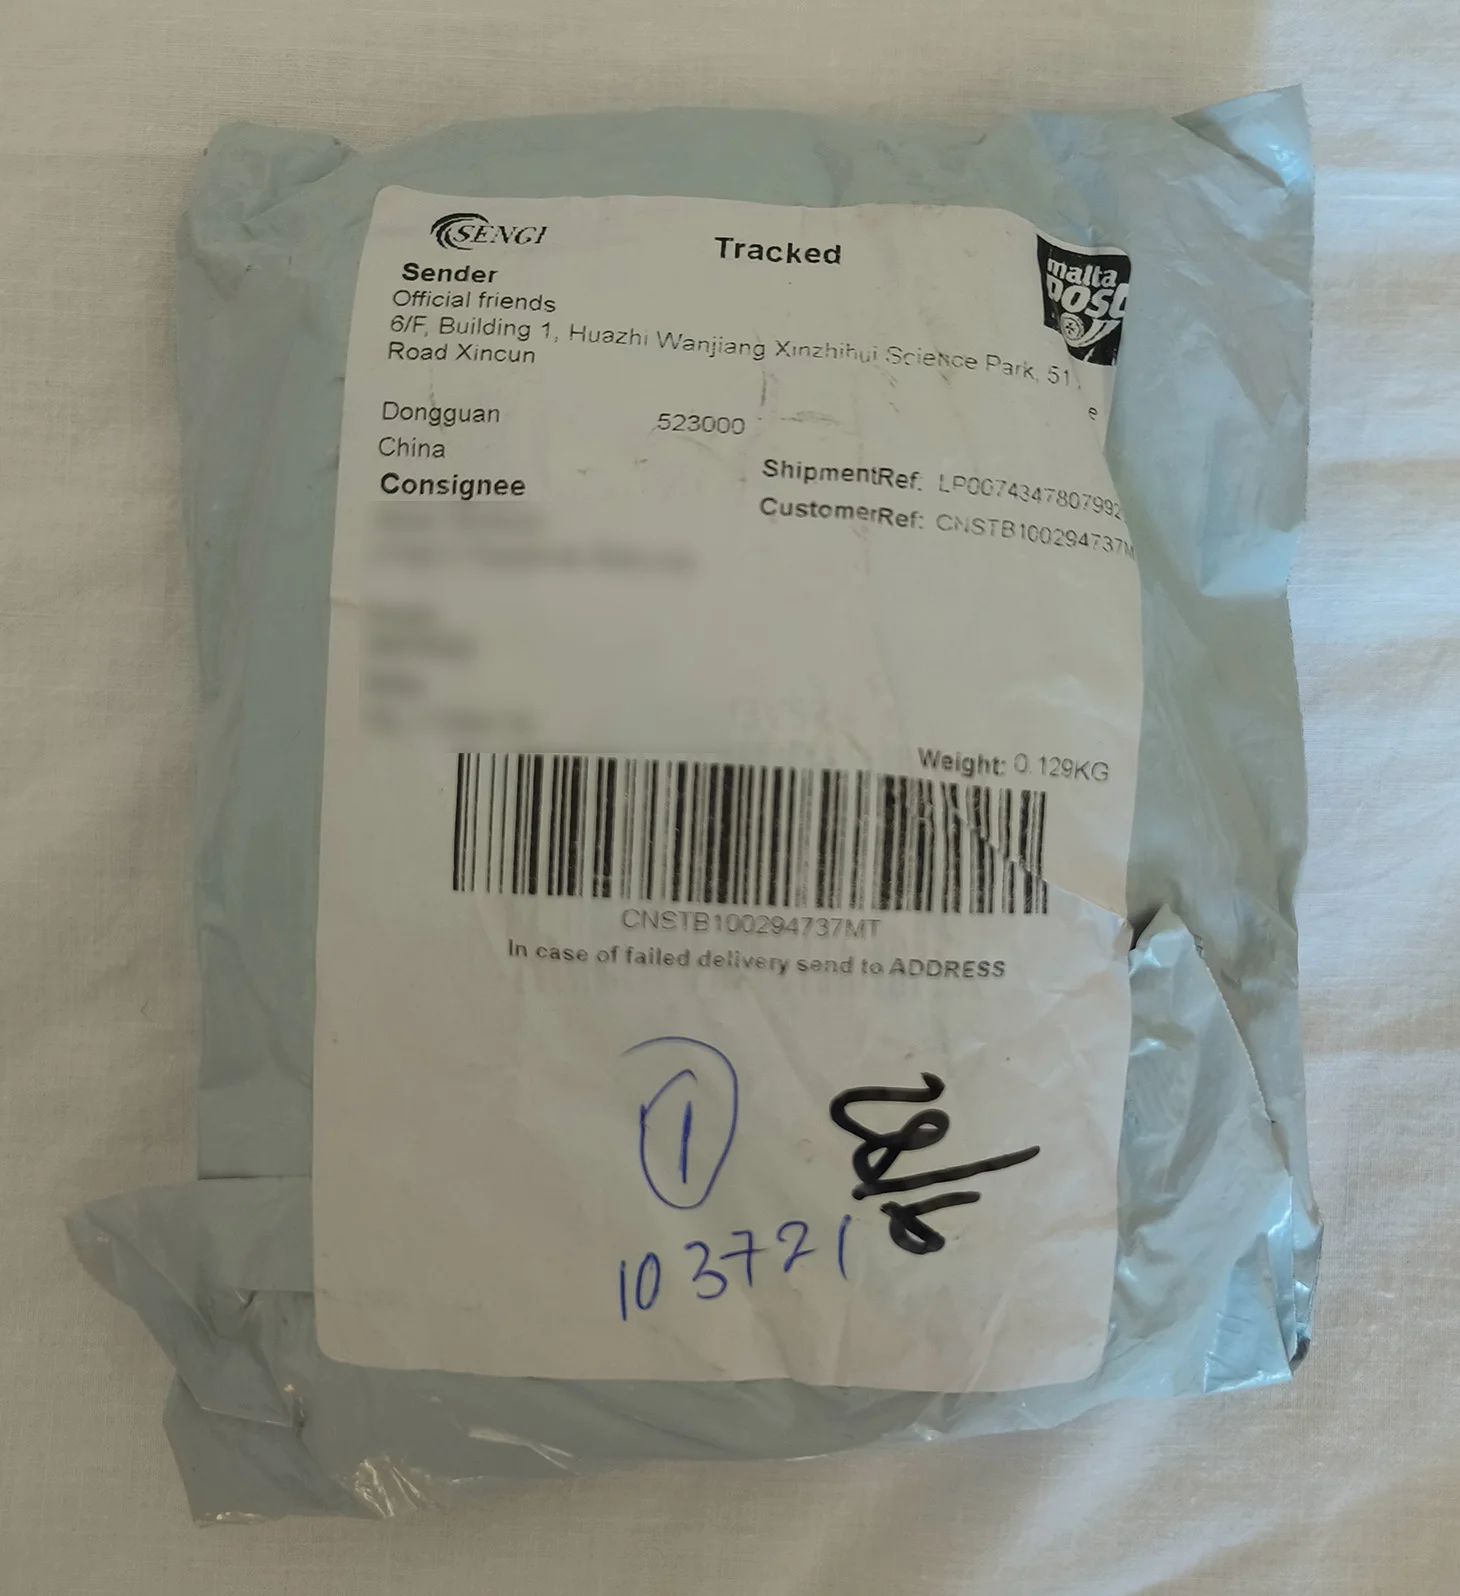 SENGI
Tracked
malta
post
Sender
Official friends
6/F, Building 1, Huazhi Wanjiang Xinzhihui Science Park, 51
Road Xincun
e
Dongguan 523000
China
Consignee
ShipmentRef: LP0074347807992
CustomerRef: CNSTB100294737M
Weight: 0.129KG
CNSTB100294737MT
In case of failed delivery send to ADDRESS
1
103721